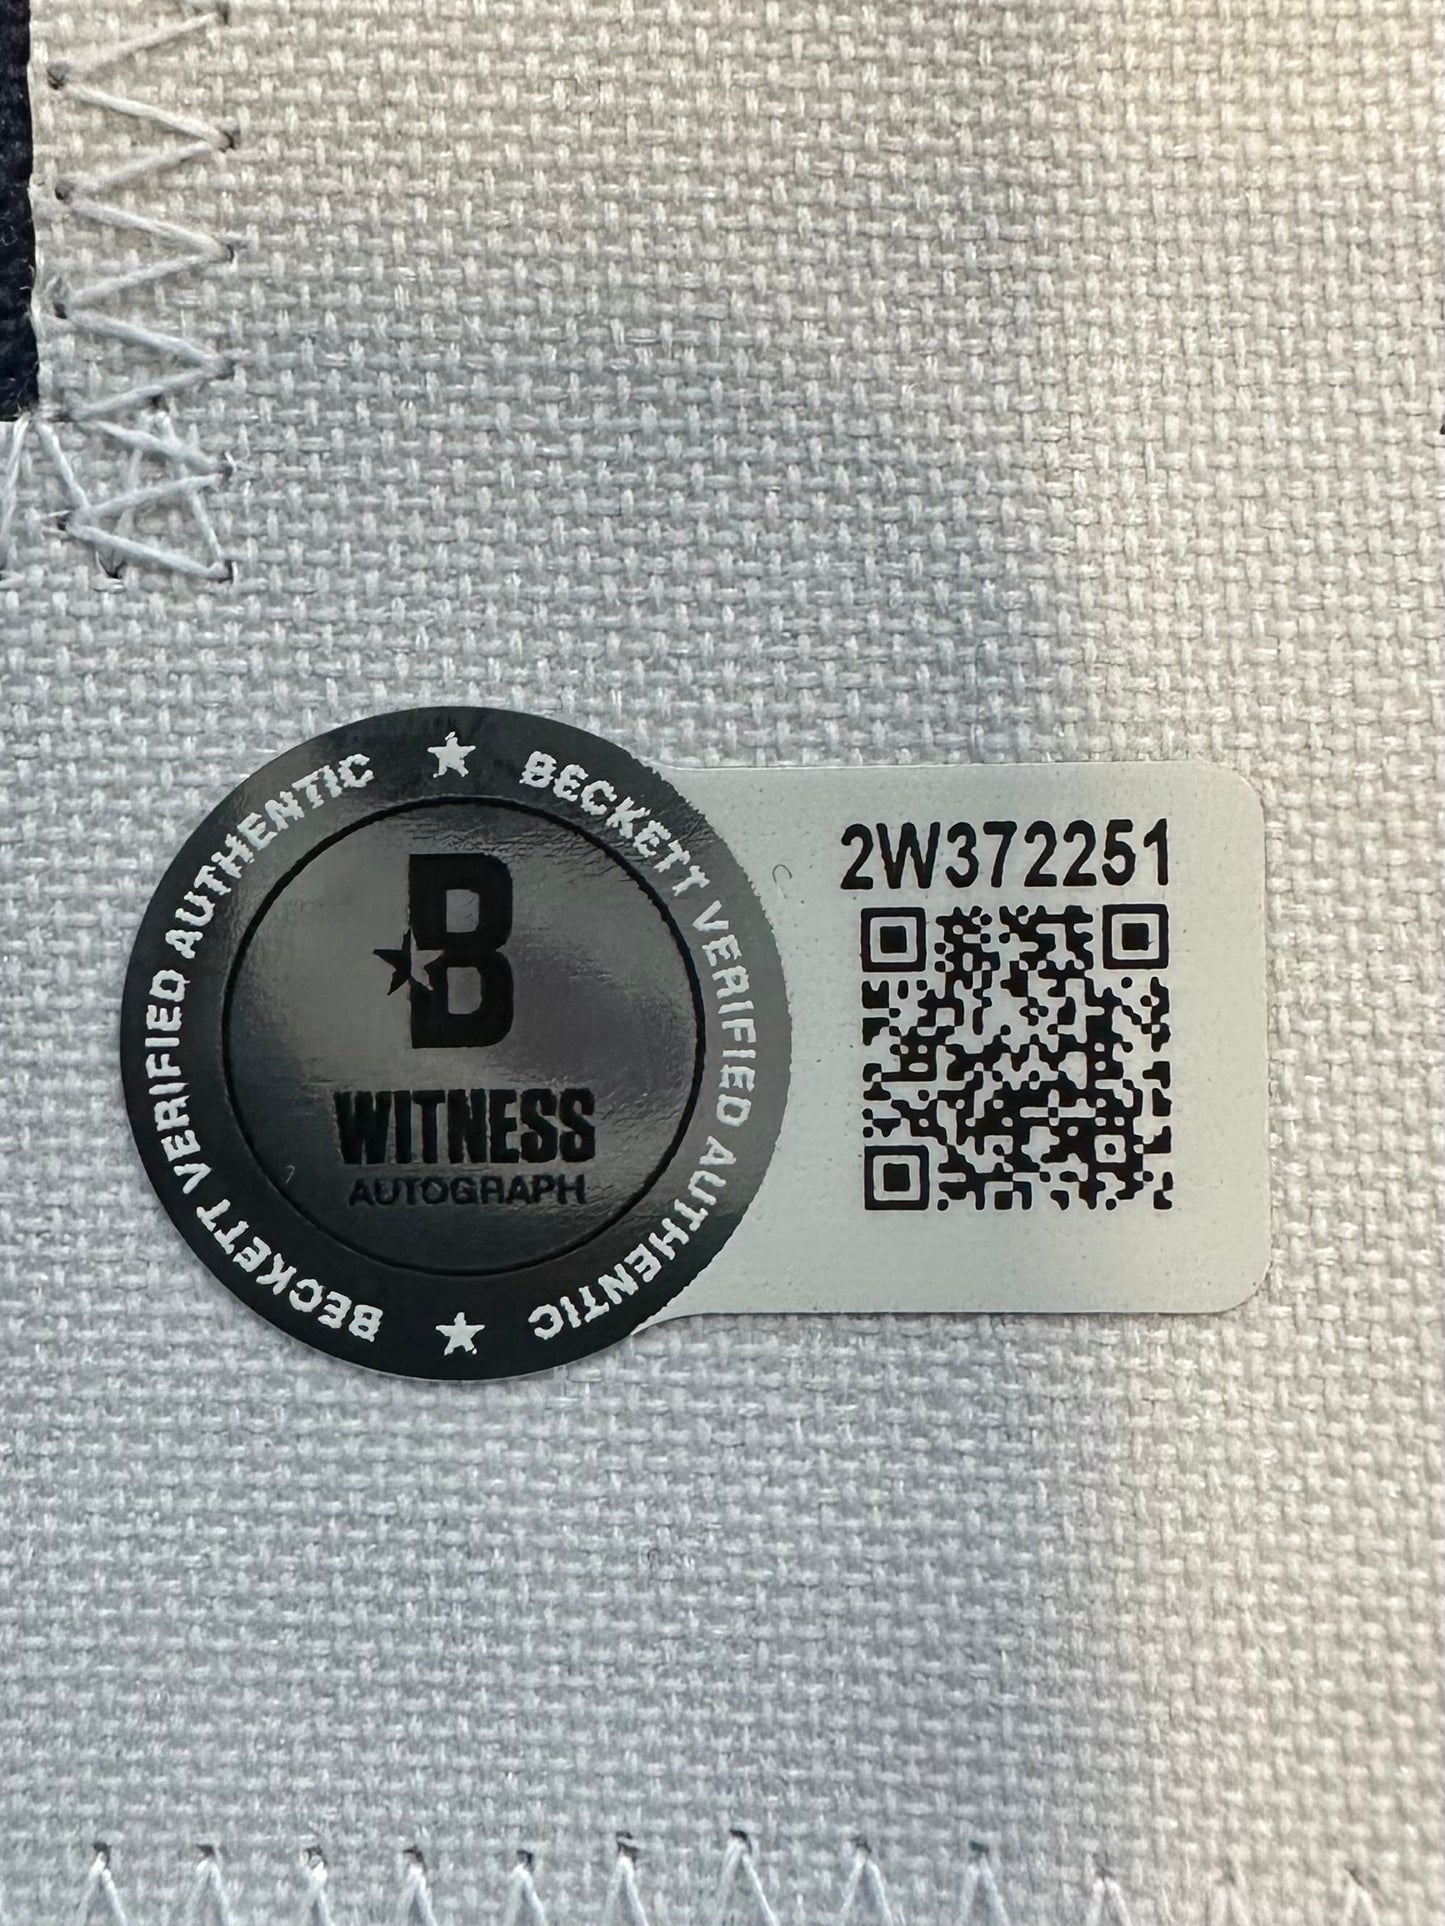 BECKETT VERIFIED AUTHENTIC
BECKETT VERIFIED AUTHENTIC
B
WITNESS
AUTOGRAPH
2W372251